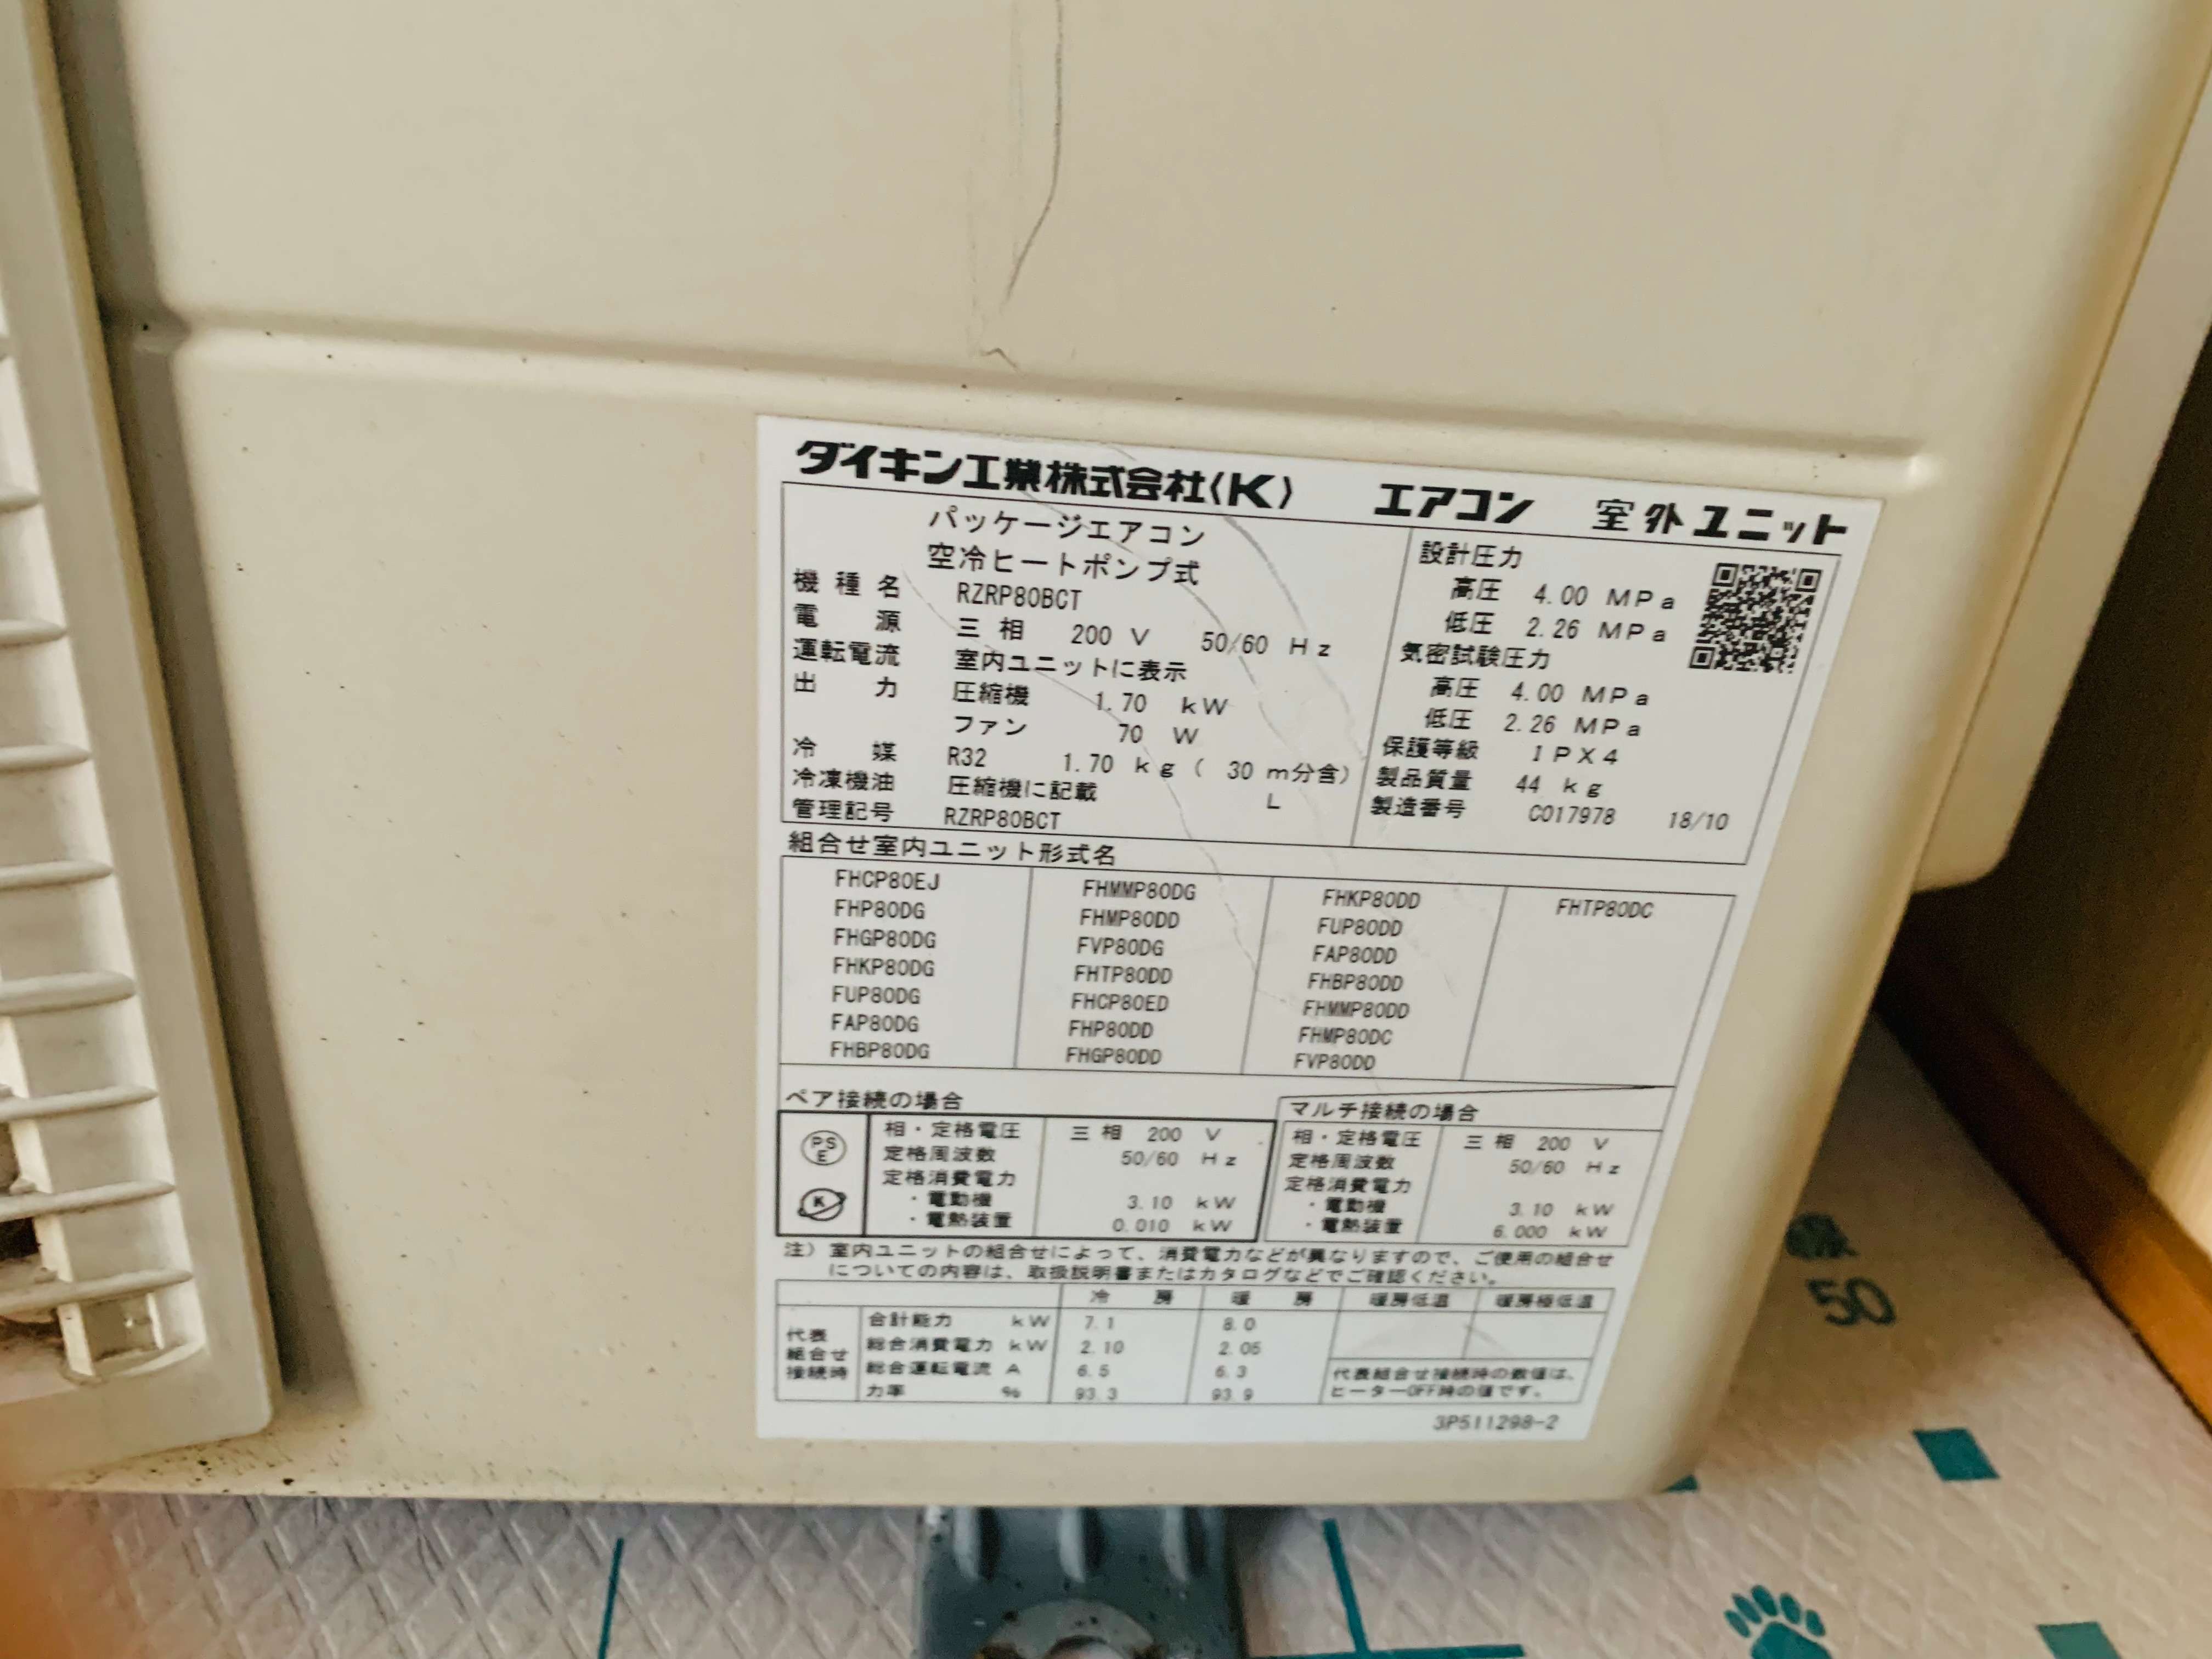 ダイキン工業株式会社〈K〉 エアコン 室外ユニット
パッケージエアコン
空冷ヒートポンプ式
機種名 RZRP80BCT
電源 三相 200 V 50/60 Hz
運転電流 室内ユニットに表示
出力 圧縮機 1.70 kW
ファン 70 W
冷媒 R32 1.70 kg ( 30 m分含)
冷凍機油 圧縮機に記載 L
管理記号 RZRP80BCT
設計圧力
高圧 4.00 MPa
低圧 2.26 MPa
気密試験圧力
高圧 4.00 MPa
低圧 2.26 MPa
保護等級 IPX4
製品質量 44 kg
製造番号 C017978 18/10
組合せ室内ユニット形式名
FHCP80EJ FHMMP80DG FHKP80DD FHTP80DC
FHP80DG FHMP80DD FUP80DD
FHGP80DG FVP80DG FAP80DD
FHKP80DG FHTP80DD FHBP80DD
FUP80DG FHCP80ED FHMMP80DD
FAP80DG FHP80DD FHMP80DC
FHBP80DG FHGP80DD FVP80DD
ペア接続の場合
PS
E
K
相・定格電圧 三相 200 V
定格周波数 50/60 Hz
定格消費電力
・電動機 3.10 kW
・電熱装置 0.010 kW
マルチ接続の場合
相・定格電圧 三相 200 V
定格周波数 50/60 Hz
定格消費電力
・電動機 3.10 kW
・電熱装置 6.000 kW
注) 室内ユニットの組合せによって、消費電力などが異なりますので、ご使用の組合せ
についての内容は、取扱説明書またはカタログなどでご確認ください。
冷房 暖房 暖房低温 暖房極低温
代表
組合せ
接続時
合計能力 kW 7.1 8.0
総合消費電力 kW 2.10 2.05
総合運転電流 A 6.5 6.3
力率 % 93.3 93.9
代表組合せ接続時の数値は、
ヒーターOFF時の値です。
3P511298-2
50